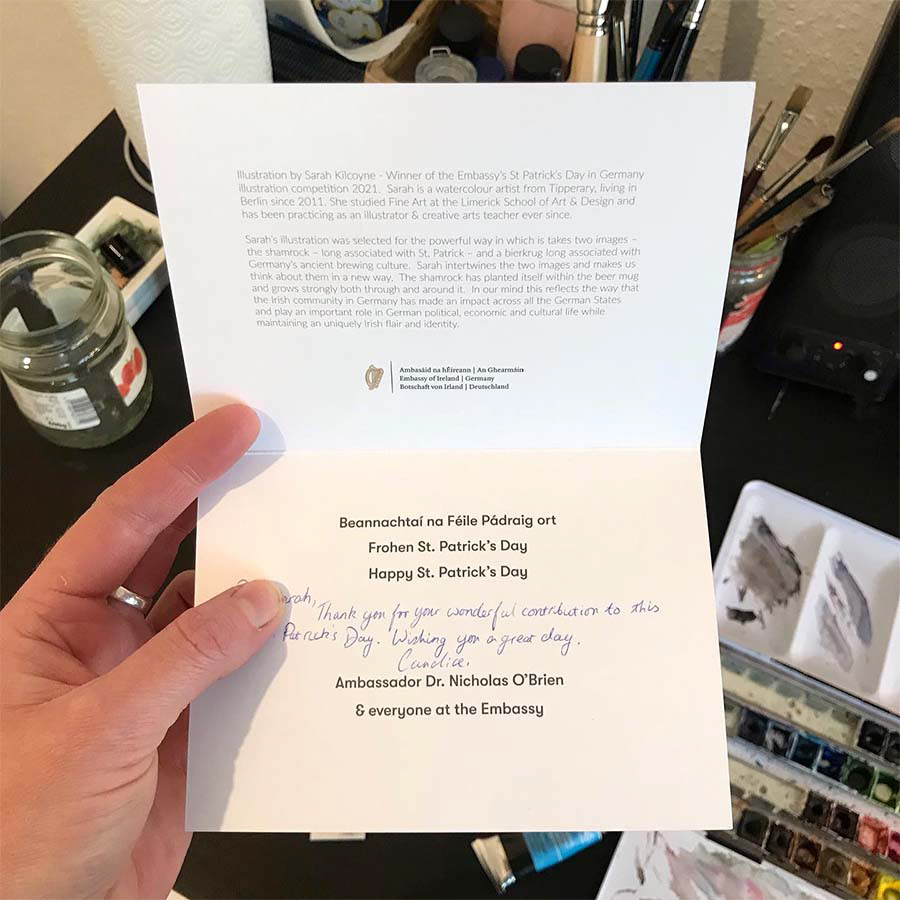 Illustration by Sarah Kilcoyne - Winner of the Embassy's St Patrick's Day in Germany
illustration competition 2021. Sarah is a watercolour artist from Tipperary, living in
Berlin since 2011. She studied Fine Art at the Limerick School of Art & Design and
has been practicing as an illustrator & creative arts teacher ever since.
Sarah's illustration was selected for the powerful way in which is takes two images –
the shamrock – long associated with St. Patrick – and a bierkrug long associated with
Germany's ancient brewing culture. Sarah intertwines the two images and makes us
think about them in a new way. The shamrock has planted itself within the beer mug
and grows strongly both through and around it. In our mind this reflects the way that
the Irish community in Germany has made an impact across all the German States
and play an important role in German political, economic and cultural life while
maintaining an uniquely Irish flair and identity.
Ambasáid na hÉireann | An Ghearmáin
Embassy of Ireland | Germany
Botschaft von Irland | Deutschland
Beannachtaí na Féile Pádraig ort
Frohen St. Patrick's Day
Happy St. Patrick's Day
arah,
Thank you for your wonderful contribution to this
Patrick's Day. Wishing you a great day.
Candice.
Ambassador Dr. Nicholas O'Brien
& everyone at the Embassy